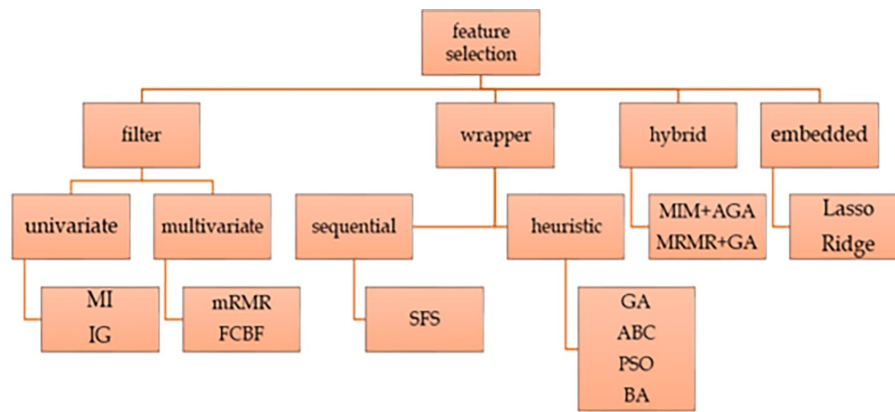 feature
selection
filter
wrapper
hybrid
embedded
univariate
multivariate
sequential
heuristic
MIM+AGA
MRMR+GA
Lasso
Ridge
MI
IG
mRMR
FCBF
SFS
GA
ABC
PSO
BA